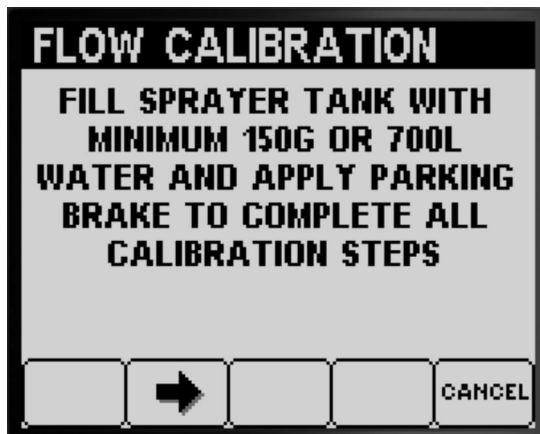 FLOW CALIBRATION
FILL SPRAYER TANK WITH
MINIMUM 150G OR 700L
WATER AND APPLY PARKING
BRAKE TO COMPLETE ALL
CALIBRATION STEPS
CANCEL